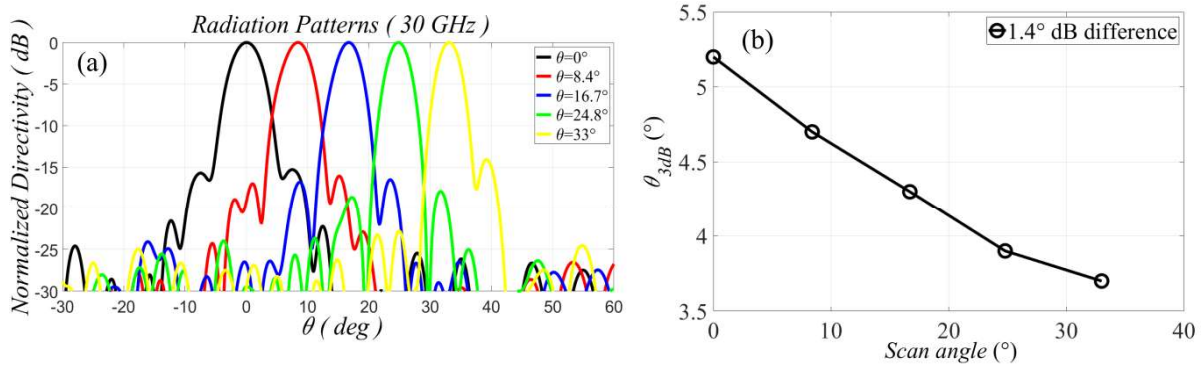 Radiation Patterns ( 30 GHz )
(a)
Normalized Directivity ( dB )
0
-5
-10
-15
-20
-25
-30
-30 -20 -10 0 10 20 30 40 50 60
θ ( deg )
θ=0°
θ=8.4°
θ=16.7°
θ=24.8°
θ=33°
(b)
1.4° dB difference
θ3dB (°)
5.5
5
4.5
4
3.5
0 10 20 30 40
Scan angle (°)